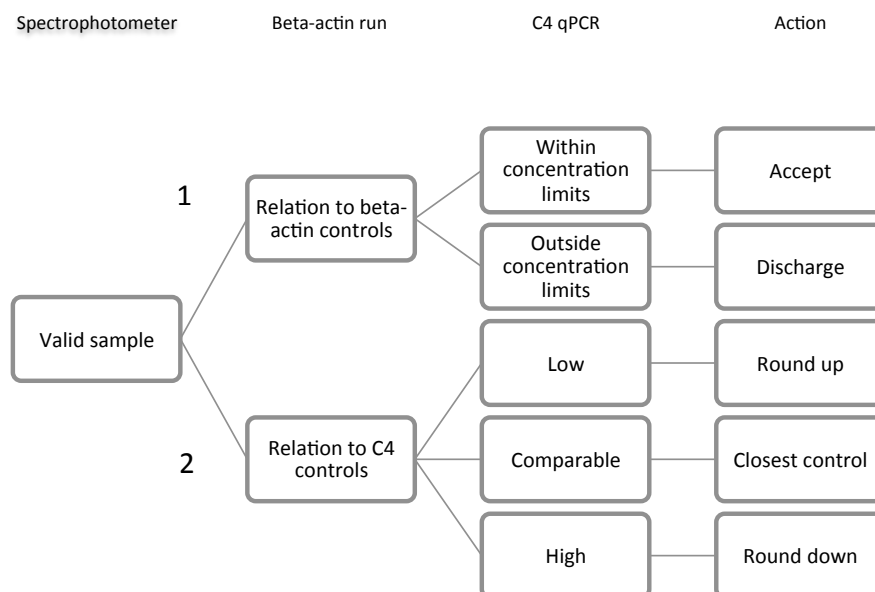 Spectrophotometer
Beta-actin run
C4 qPCR
Action
1
Relation to beta-
actin controls
Within
concentration
limits
Accept
Outside
concentration
limits
Discharge
Valid sample
2
Relation to C4
controls
Low
Round up
Comparable
Closest control
High
Round down